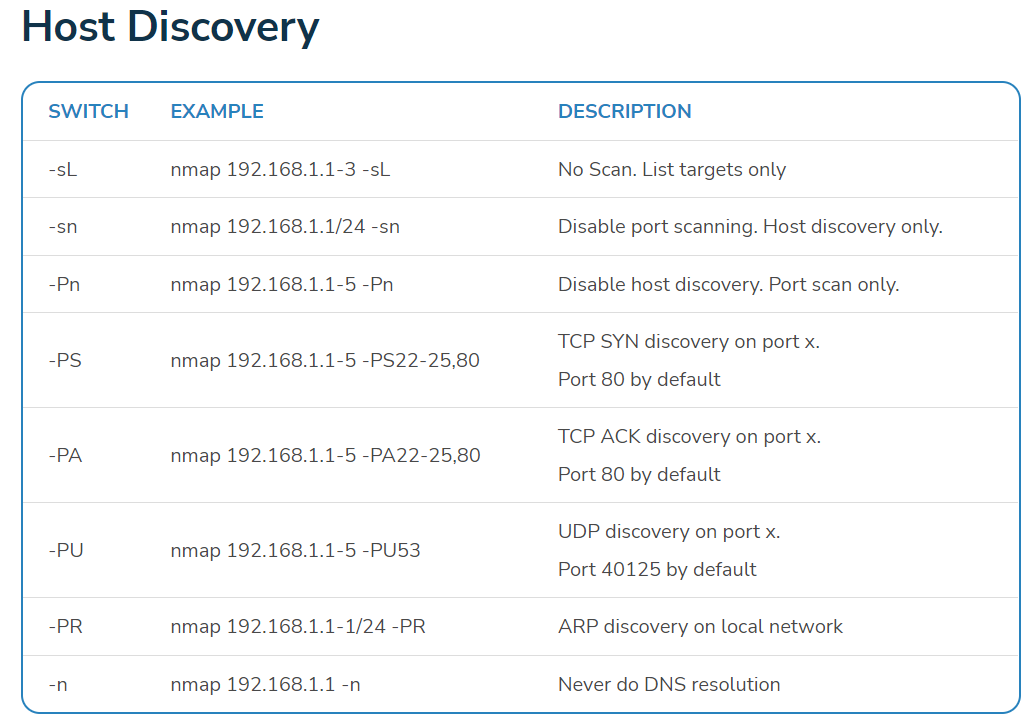 Host Discovery
SWITCH EXAMPLE DESCRIPTION
-sL nmap 192.168.1.1-3 -sL No Scan. List targets only
-sn nmap 192.168.1.1/24 -sn Disable port scanning. Host discovery only.
-Pn nmap 192.168.1.1-5 -Pn Disable host discovery. Port scan only.
-PS nmap 192.168.1.1-5 -PS22-25,80 TCP SYN discovery on port x.
Port 80 by default
-PA nmap 192.168.1.1-5 -PA22-25,80 TCP ACK discovery on port x.
Port 80 by default
-PU nmap 192.168.1.1-5 -PU53 UDP discovery on port x.
Port 40125 by default
-PR nmap 192.168.1.1-1/24 -PR ARP discovery on local network
-n nmap 192.168.1.1 -n Never do DNS resolution